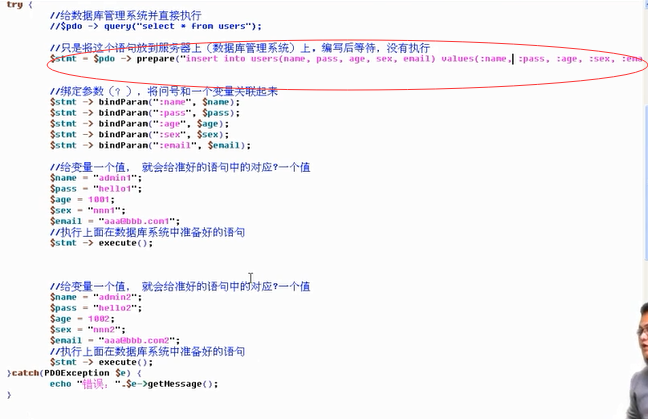 try {
//给数据库管理系统并直接执行
//$pdo -> query("select * from users");
//只是将这个语句放到服务器上（数据库管理系统）上，编写后等待，没有执行
$stmt = $pdo -> prepare("insert into users(name, pass, age, sex, email) values(:name, :pass, :age, :sex, :ema
//绑定参数（？），将问号和一个变量关联起来
$stmt -> bindParam(":name", $name);
$stmt -> bindParam(":pass", $pass);
$stmt -> bindParam(":age", $age);
$stmt -> bindParam(":sex", $sex);
$stmt -> bindParam(":email", $email);
//给变量一个值， 就会给准好的语句中的对应?一个值
$name = "admin1";
$pass = "hello1";
$age = 1001;
$sex = "nnn1";
$email = "aaa@bbb.com1";
//执行上面在数据库系统中准备好的语句
$stmt -> execute();
//给变量一个值， 就会给准好的语句中的对应?一个值
$name = "admin2";
$pass = "hello2";
$age = 1002;
$sex = "nnn2";
$email = "aaa@bbb.com2";
//执行上面在数据库系统中准备好的语句
$stmt -> execute();
}catch(PDOException $e) {
echo "错误：".$e->getMessage();
}